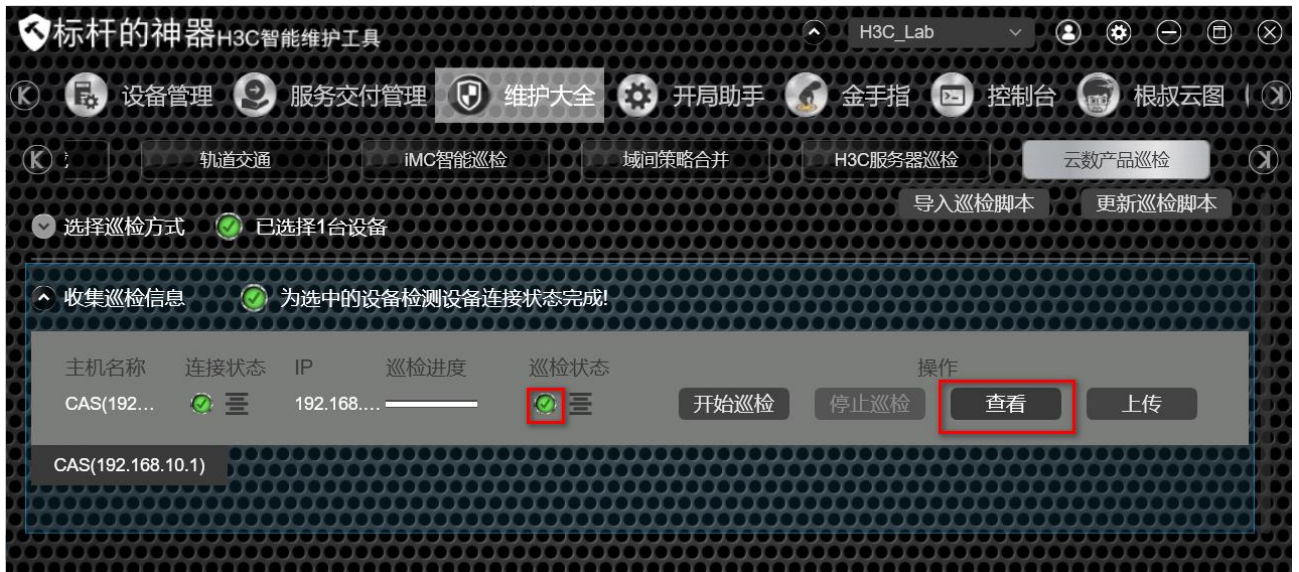 标杆的神器H3C智能维护工具 H3C_Lab
设备管理 服务交付管理 维护大全 开局助手 金手指 控制台 根叔云图
轨道交通 iMC智能巡检 域间策略合并 H3C服务器巡检 云数产品巡检
导入巡检脚本 更新巡检脚本
选择巡检方式 已选择1台设备
收集巡检信息 为选中的设备检测设备连接状态完成!
主机名称 连接状态 IP 巡检进度 巡检状态 操作
CAS(192... 192.168.... 开始巡检 停止巡检 查看 上传
CAS(192.168.10.1)